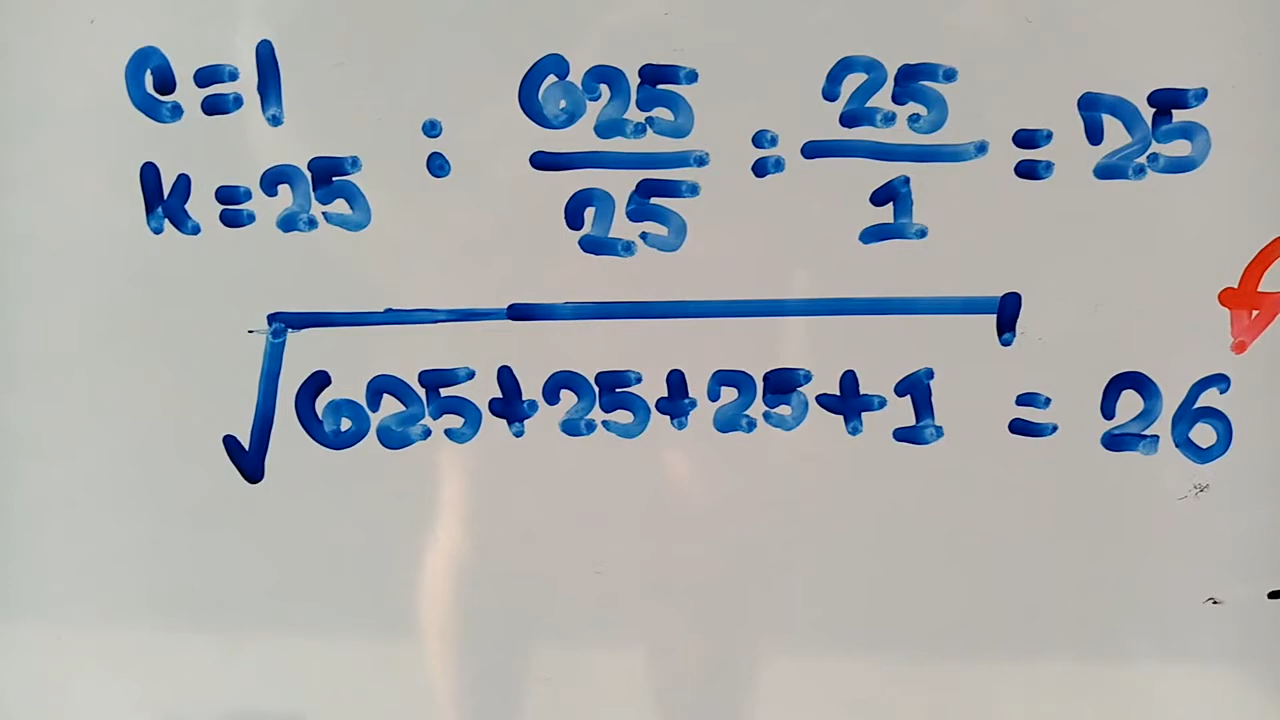 c=1
k=25 : 625/25 = 25/1 = 25
√625+25+25+1 = 26